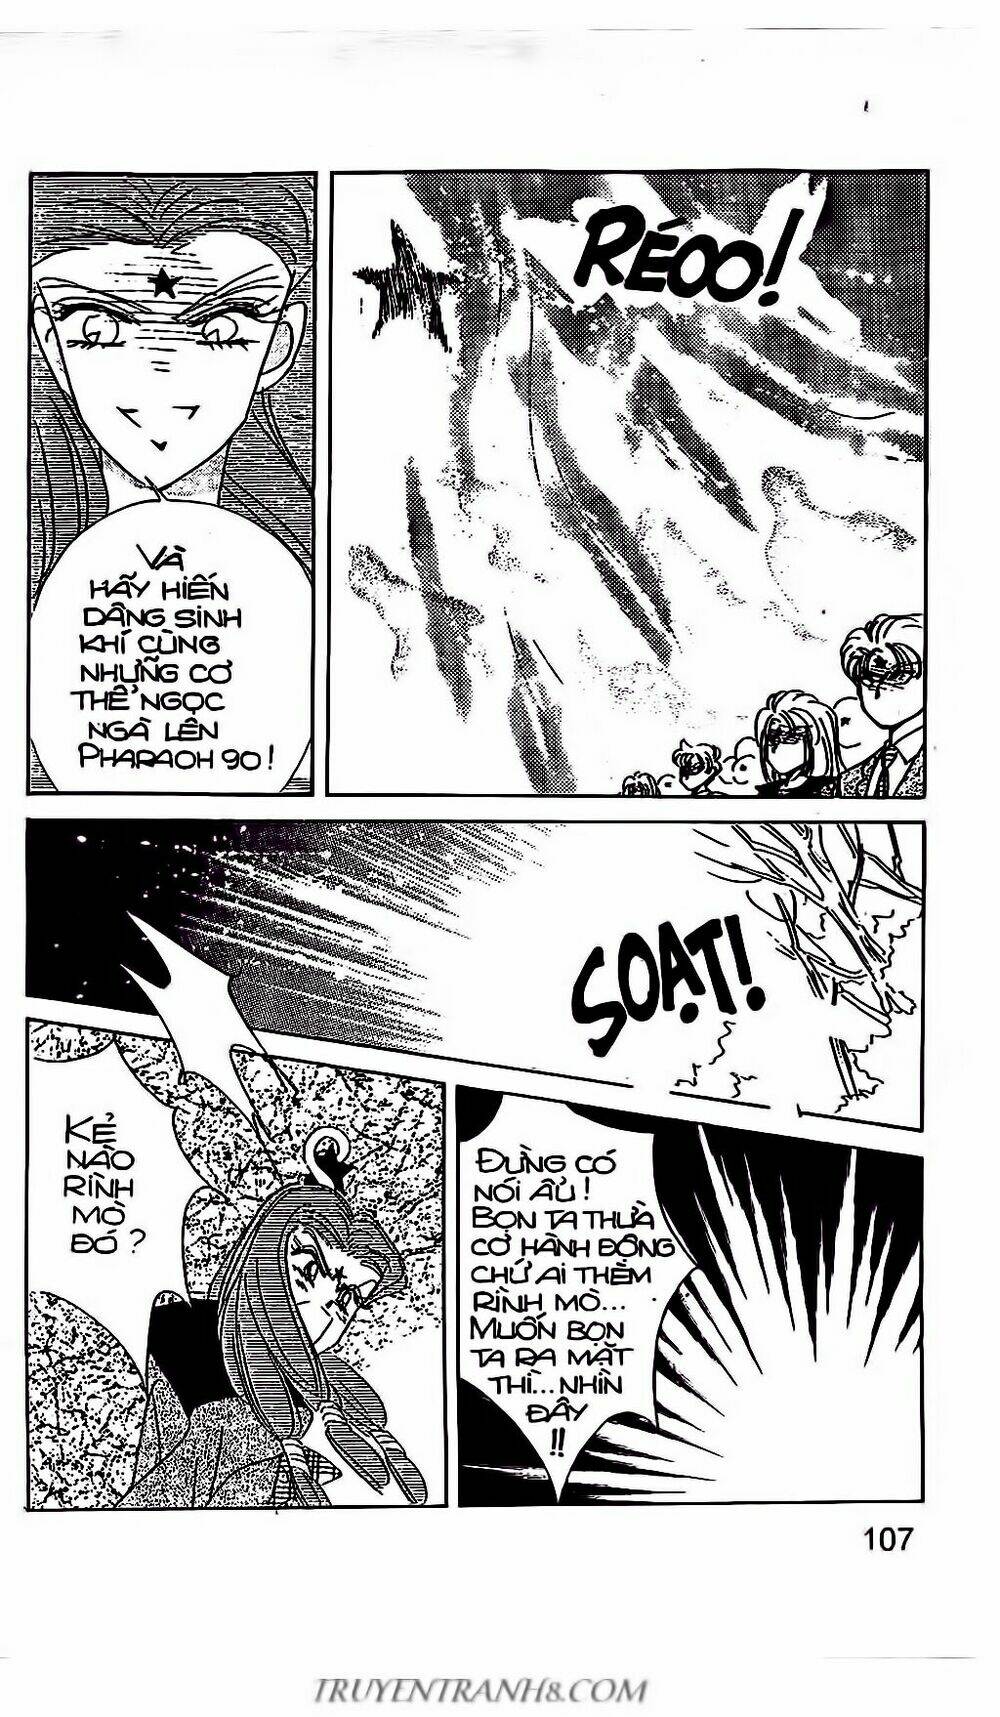 VÀ
HÃY HIẾN
DÂNG SINH
KHÍ CÙNG
NHỮNG CƠ
THỂ NGỌC
NGÀ LÊN
PHARAOH 90!
RÉOO!
SOẠT!
KẺ
NÀO
RÌNH
MÒ
ĐÓ?
ĐỪNG CÓ
NÓI ẨU!
BỌN TA THỪA
CƠ HÀNH ĐỘNG
CHỨ AI THÈM
RÌNH MÒ...
MUỐN BỌN
TA RA MẶT
THÌ...NHÌN
ĐÂY
!!
107
TRUYENTRANH8.COM